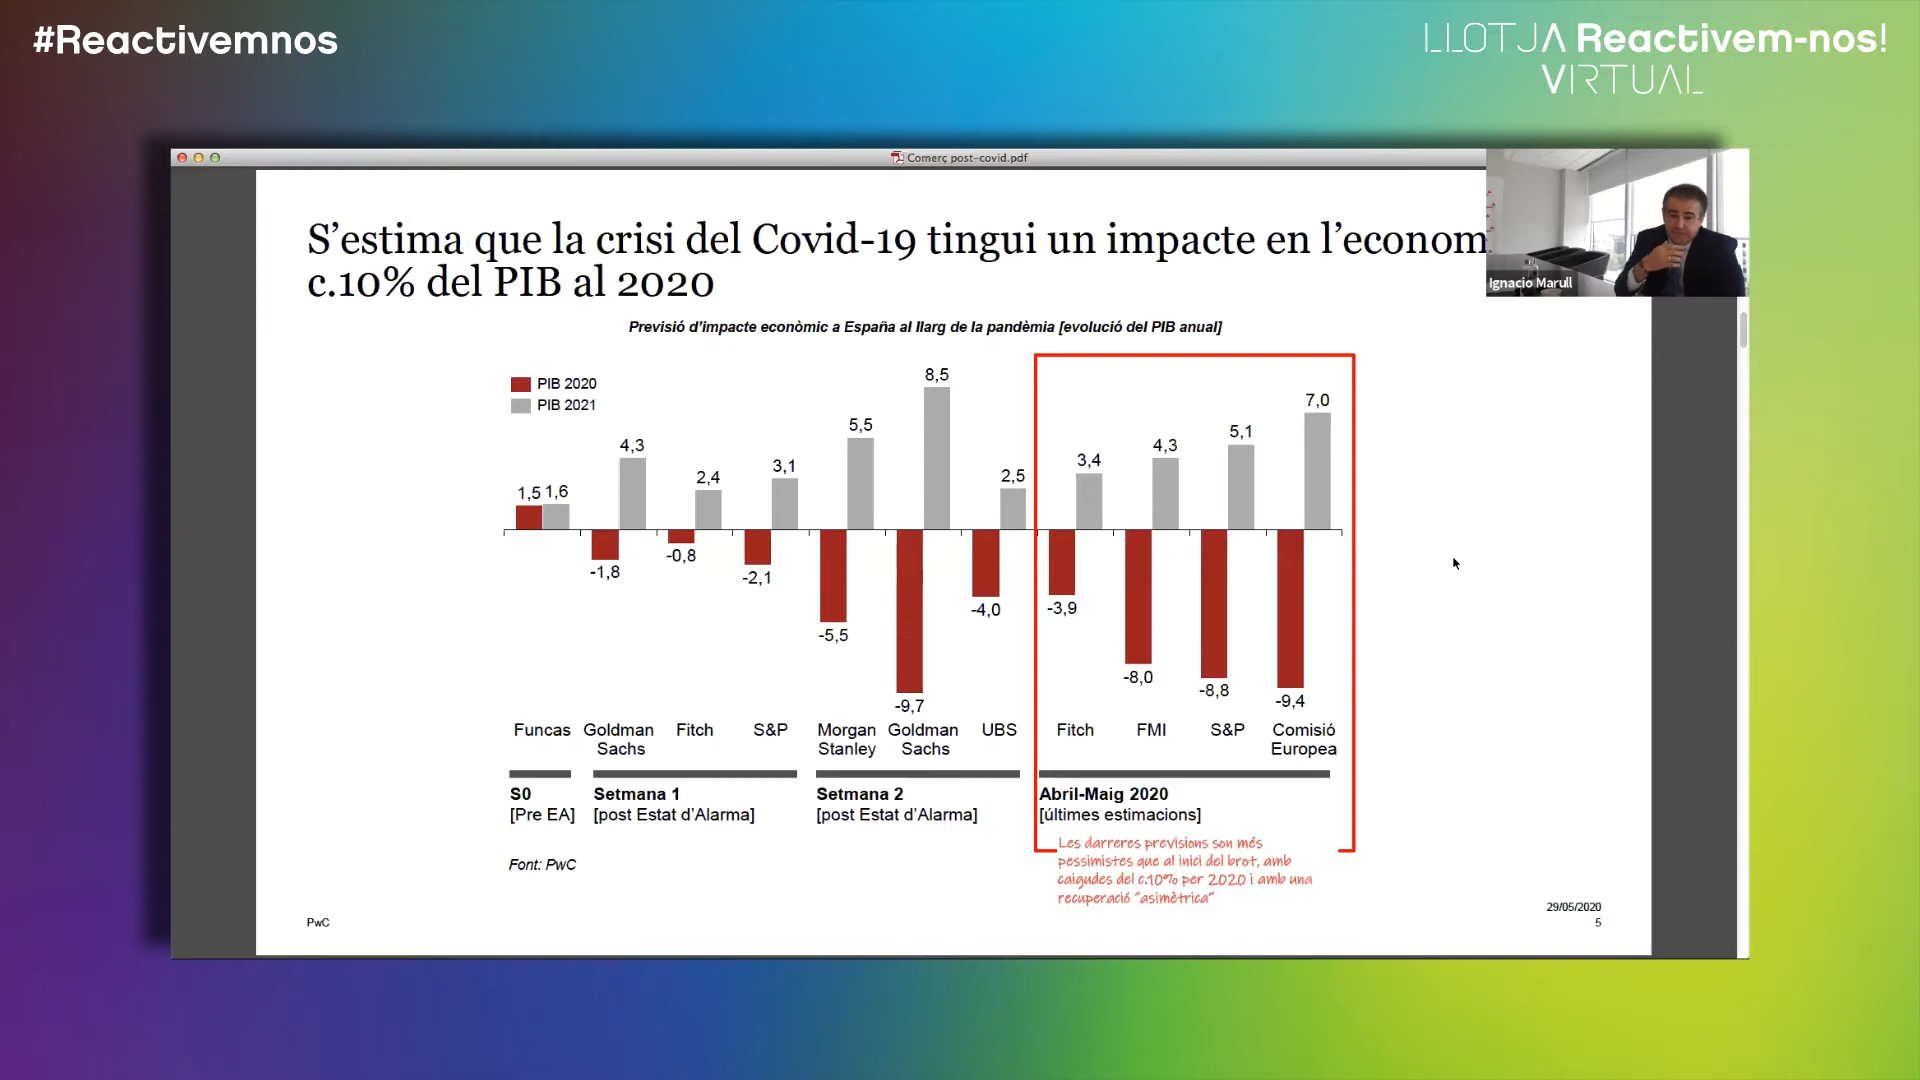 #Reactivemnos
LLOTJA Reactivem-nos!
VIRTUAL
Comerç post-covid.pdf
Ignacio Marull
S'estima que la crisi del Covid-19 tingui un impacte en l'econom
c.10% del PIB al 2020
Previsió d'impacte econòmic a España al llarg de la pandèmia [evolució del PIB anual]
PIB 2020
PIB 2021
1,5 1,6
-1,8 4,3
-0,8 2,4
-2,1 3,1
-5,5 5,5
-9,7 8,5
-4,0 2,5
-3,9 3,4
-8,0 4,3
-8,8 5,1
-9,4 7,0
Funcas
Goldman
Sachs
Fitch
S&P
Morgan
Stanley
Goldman
Sachs
UBS
Fitch
FMI
S&P
Comisió
Europea
S0
[Pre EA]
Setmana 1
[post Estat d'Alarma]
Setmana 2
[post Estat d'Alarma]
Abril-Maig 2020
[últimes estimacions]
Les darreres previsions son més
pessimistes que al inici del brot, amb
caigudes del c.10% per 2020 i amb una
recuperació "asimètrica"
Font: PwC
PwC
29/05/2020
5